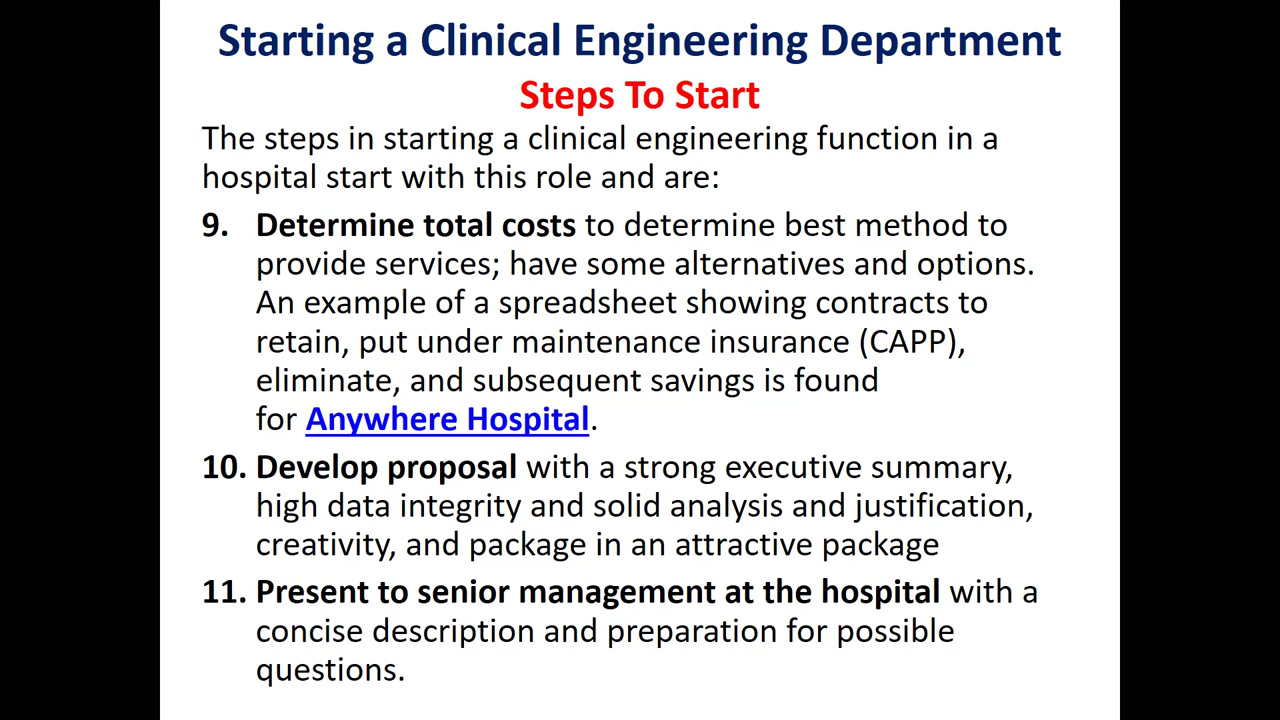 Starting a Clinical Engineering Department
Steps To Start
The steps in starting a clinical engineering function in a
hospital start with this role and are:
9. Determine total costs to determine best method to
provide services; have some alternatives and options.
An example of a spreadsheet showing contracts to
retain, put under maintenance insurance (CAPP),
eliminate, and subsequent savings is found
for Anywhere Hospital.
10. Develop proposal with a strong executive summary,
high data integrity and solid analysis and justification,
creativity, and package in an attractive package
11. Present to senior management at the hospital with a
concise description and preparation for possible
questions.